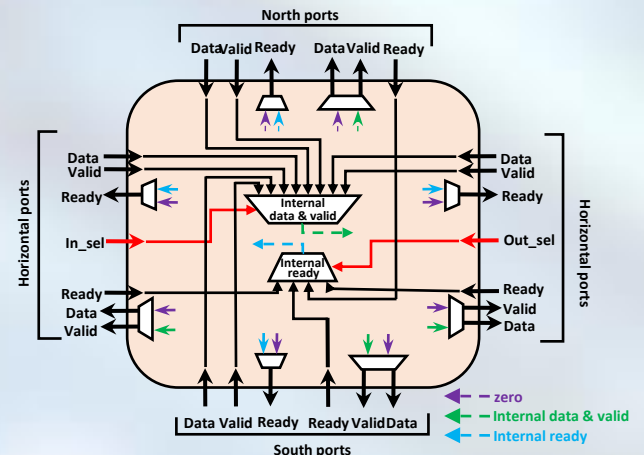 North ports
Data Valid Ready Data Valid Ready
Data
Valid
Ready
In_sel
Ready
Data
Valid
Horizontal ports
Internal
data & valid
Internal
ready
Data
Valid
Ready
Out_sel
Ready
Valid
Data
Horizontal ports
Data Valid Ready Ready Valid Data
South ports
zero
Internal data & valid
Internal ready